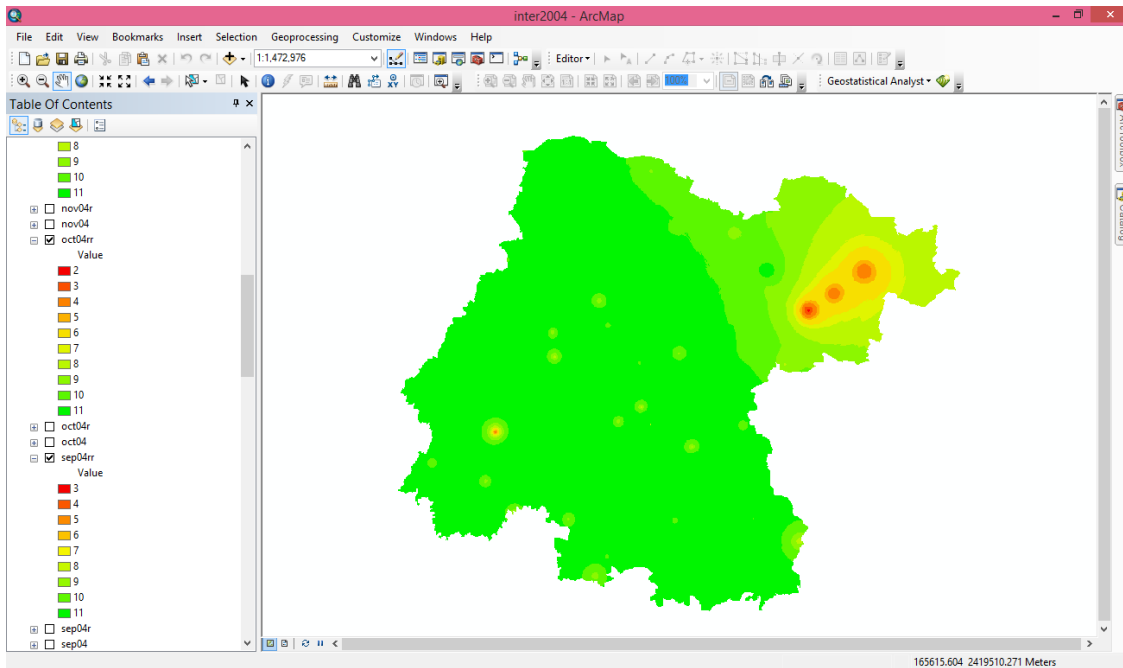 inter2004 - ArcMap
File Edit View Bookmarks Insert Selection Geoprocessing Customize Windows Help
1:1,472,976 Editor
100% Geostatistical Analyst
Table Of Contents
8
9
10
11
nov04r
nov04
oct04rr
Value
2
3
4
5
6
7
8
9
10
11
oct04r
oct04
sep04rr
Value
3
4
5
6
7
8
9
10
11
sep04r
sep04
ArcToolbox
Catalog
165615.604 2419510.271 Meters